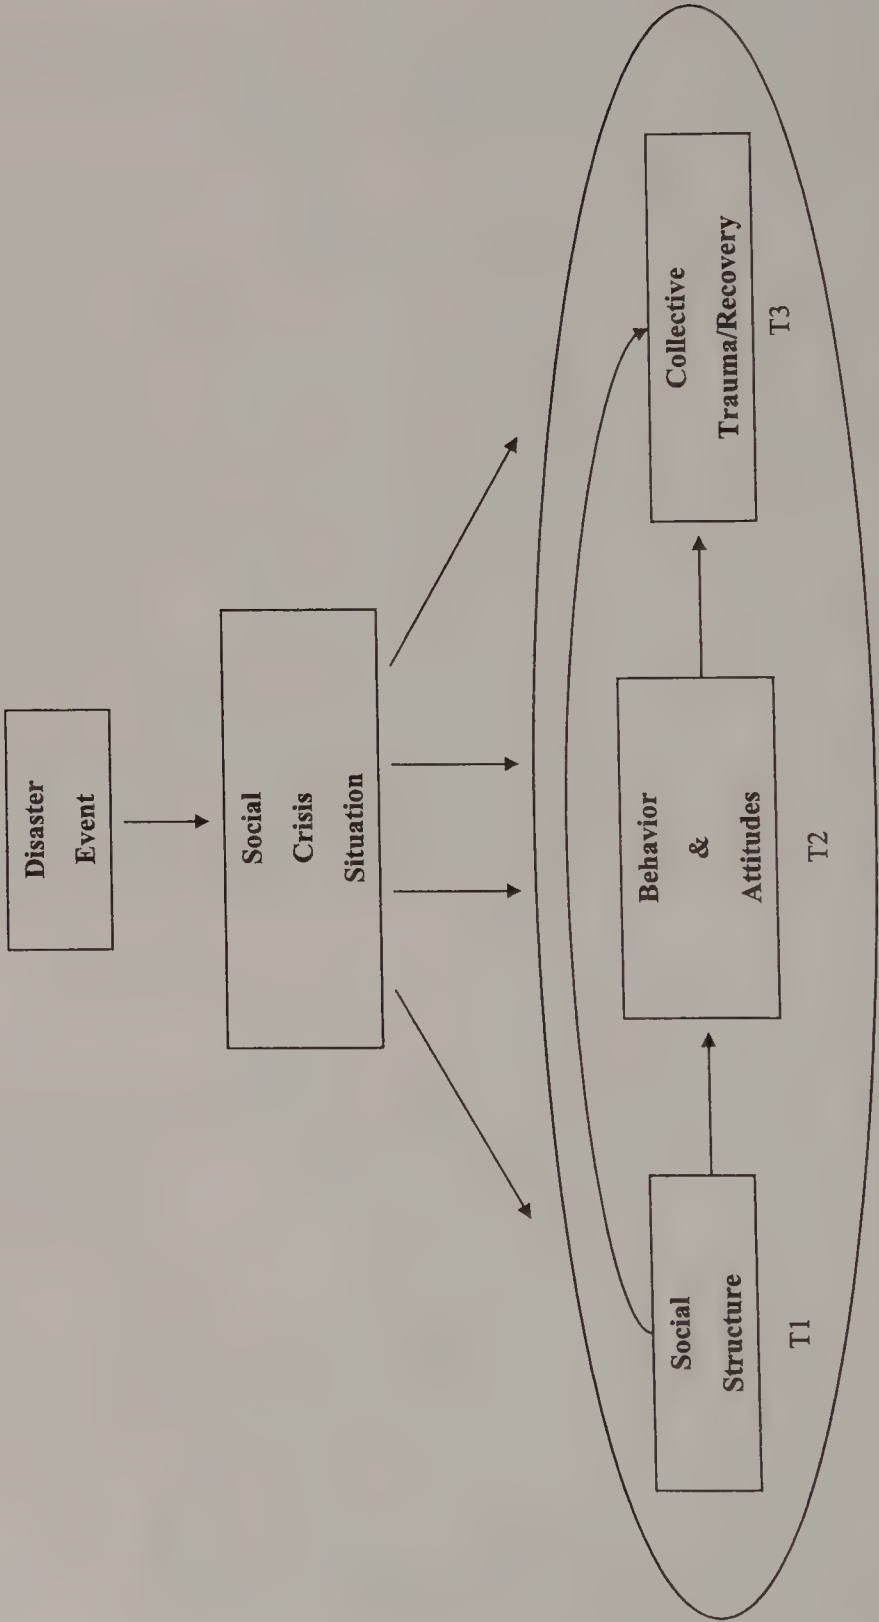 Disaster
Event
Social
Crisis
Situation
Social
Structure
T1
Behavior
&
Attitudes
T2
Collective
Trauma/Recovery
T3